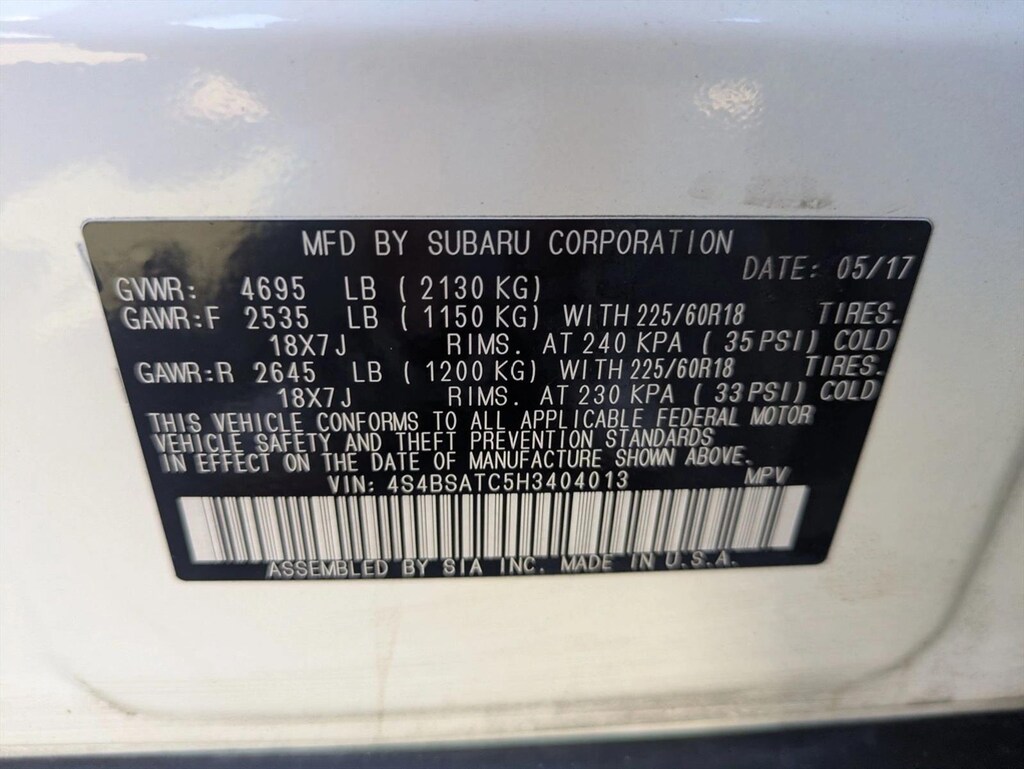 MFD BY SUBARU CORPORATION
DATE: 05/17
GVWR: 4695 LB ( 2130 KG)
GAWR:F 2535 LB ( 1150 KG) WITH 225/60R18 TIRES.
18X7J RIMS. AT 240 KPA ( 35 PSI) COLD
GAWR:R 2645 LB ( 1200 KG) WITH 225/60R18 TIRES.
18X7J RIMS. AT 230 KPA ( 33 PSI) COLD
THIS VEHICLE CONFORMS TO ALL APPLICABLE FEDERAL MOTOR
VEHICLE SAFETY AND THEFT PREVENTION STANDARDS
IN EFFECT ON THE DATE OF MANUFACTURE SHOWN ABOVE.
VIN: 4S4BSATC5H3404013 MPV
ASSEMBLED BY SIA INC. MADE IN U.S.A.